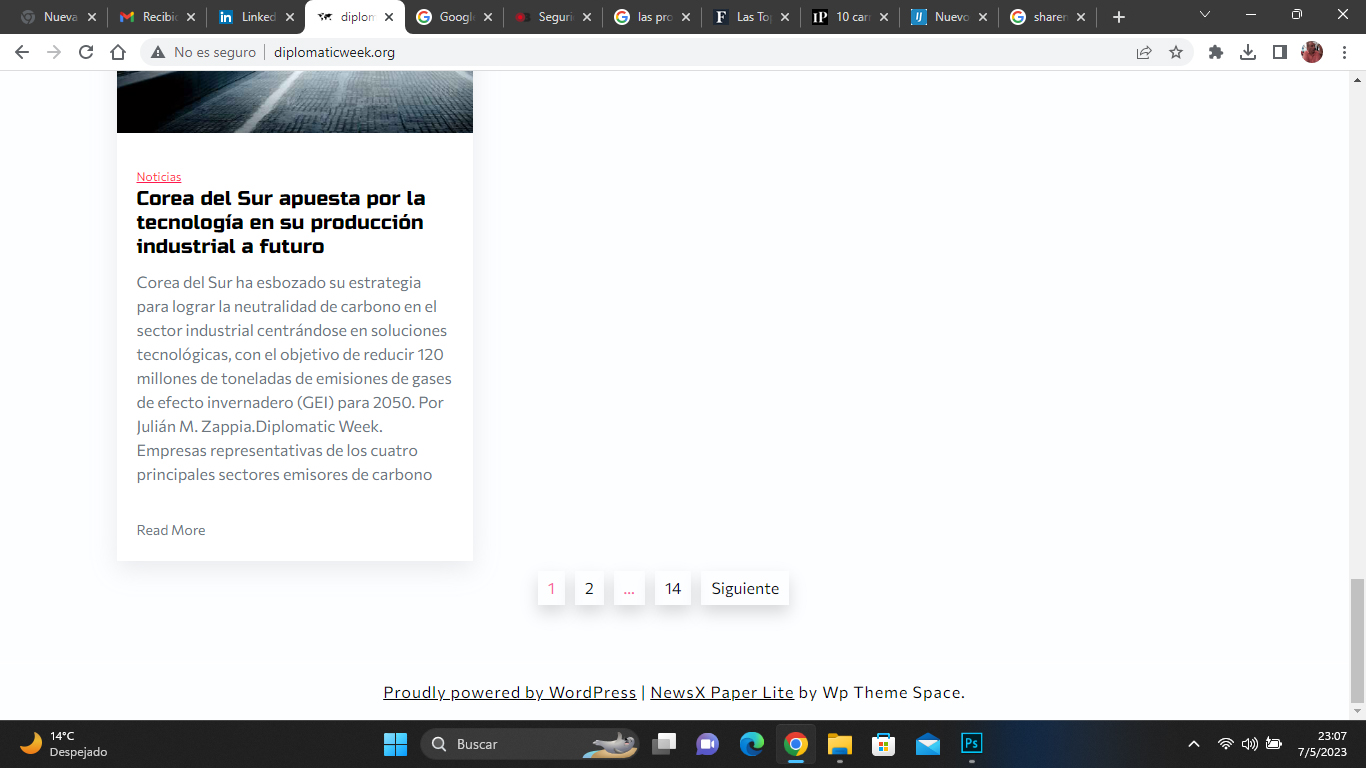 Nueva
Recibi
Linked
diplom
Google
Seguri
las pro
Las To
IP
10 car
Nuevo
sharen
No es seguro
diplomaticweek.org
Noticias
Corea del Sur apuesta por la
tecnología en su producción
industrial a futuro
Corea del Sur ha esbozado su estrategia
para lograr la neutralidad de carbono en el
sector industrial centrándose en soluciones
tecnológicas, con el objetivo de reducir 120
millones de toneladas de emisiones de gases
de efecto invernadero (GEI) para 2050. Por
Julián M. Zappia.Diplomatic Week.
Empresas representativas de los cuatro
principales sectores emisores de carbono
Read More
1 2 ... 14 Siguiente
Proudly powered by WordPress | NewsX Paper Lite by Wp Theme Space.
14°C
Despejado
Buscar
Ps
23:07
7/5/2023